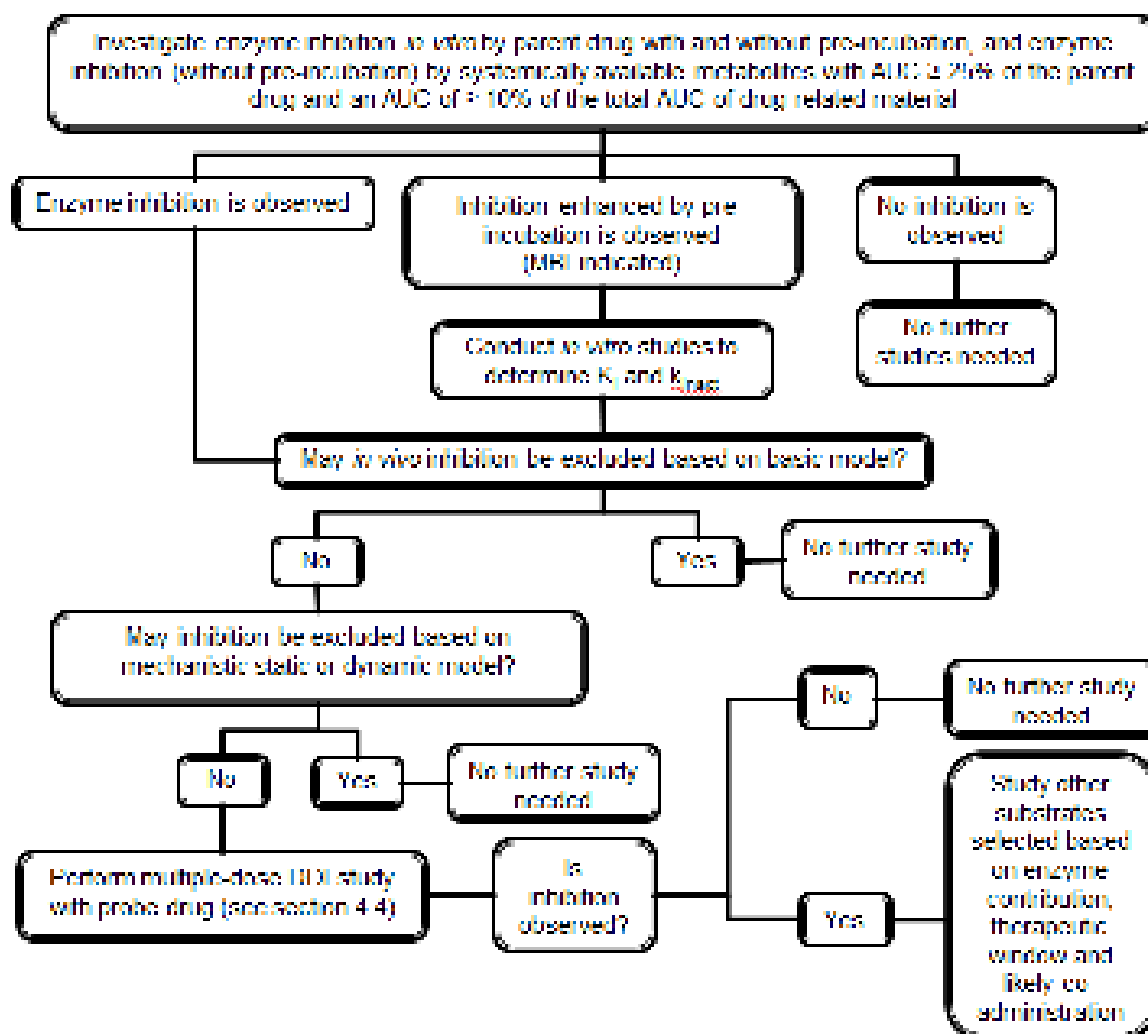 Investigate enzyme inhibition in vitro by parent drug with and without pre-incubation, and enzyme
inhibition (without pre-incubation) by systemically available metabolites with AUC ≥ 25% of the parent
drug and an AUC of ≥ 10% of the total AUC of drug related material
Enzyme inhibition is observed
Inhibition enhanced by pre
incubation is observed
(MBI indicated)
No inhibition is
observed
Conduct in vitro studies to
determine K and k
No further
studies needed
May in vivo inhibition be excluded based on basic model?
No
Yes
No further study
needed
May inhibition be excluded based on
mechanistic static or dynamic model?
No
Yes
No further study
needed
Perform multiple-dose DDI study
with probe drug (see section 4.4)
Is
inhibition
observed?
No
No further study
needed
Yes
Study other
substrates
selected based
on enzyme
contribution,
therapeutic
window and
likely co
administration